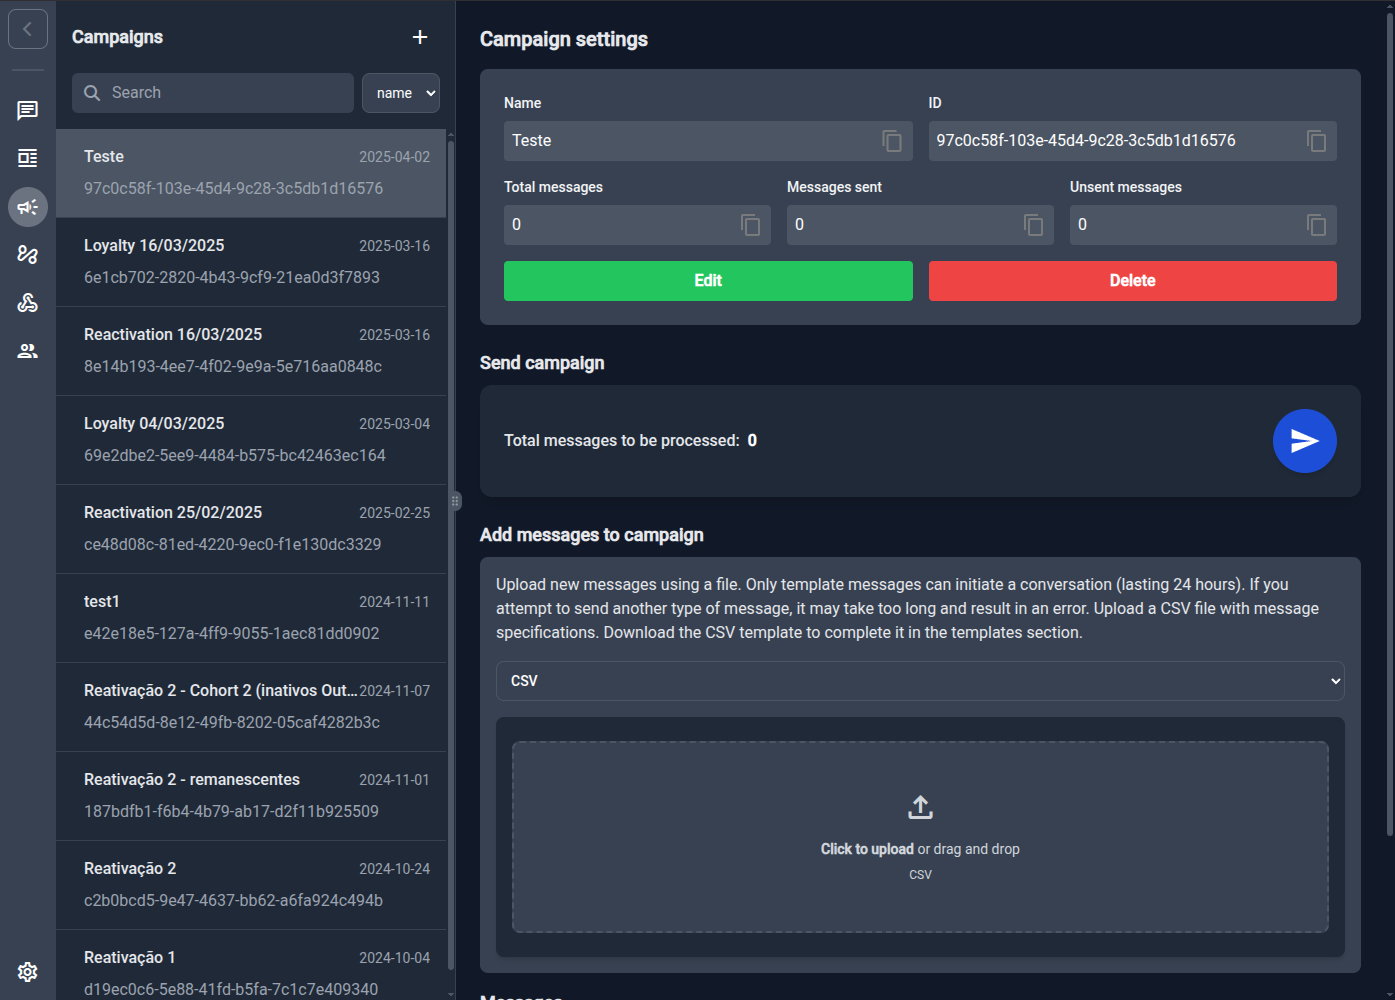 Campaigns
Search
name
Teste
2025-04-02
97c0c58f-103e-45d4-9c28-3c5db1d16576
Loyalty 16/03/2025
2025-03-16
6e1cb702-2820-4b43-9cf9-21ea0d3f7893
Reactivation 16/03/2025
2025-03-16
8e14b193-4ee7-4f02-9e9a-5e716aa0848c
Loyalty 04/03/2025
2025-03-04
69e2dbe2-5ee9-4484-b575-bc42463ec164
Reactivation 25/02/2025
2025-02-25
ce48d08c-81ed-4220-9ec0-f1e130dc3329
test1
2024-11-11
e42e18e5-127a-4ff9-9055-1aec81dd0902
Reativação 2 - Cohort 2 (inativos Out...
2024-11-07
44c54d5d-8e12-49fb-8202-05caf4282b3c
Reativação 2 - remanescentes
2024-11-01
187bdfb1-f6b4-4b79-ab17-d2f11b925509
Reativação 2
2024-10-24
c2b0bcd5-9e47-4637-bb62-a6fa924c494b
Reativação 1
2024-10-04
d19ec0c6-5e88-41fd-b5fa-7c1c7e409340
Campaign settings
Name
ID
Teste
97c0c58f-103e-45d4-9c28-3c5db1d16576
Total messages
Messages sent
Unsent messages
0
0
0
Edit
Delete
Send campaign
Total messages to be processed: 0
Add messages to campaign
Upload new messages using a file. Only template messages can initiate a conversation (lasting 24 hours). If you
attempt to send another type of message, it may take too long and result in an error. Upload a CSV file with message
specifications. Download the CSV template to complete it in the templates section.
CSV
Click to upload or drag and drop
CSV
Messages